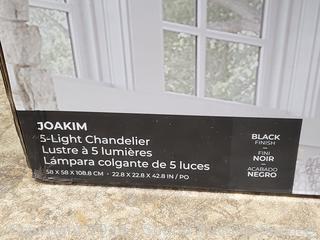 JOAKIM
5-Light Chandelier
Lustre à 5 lumières
Lámpara colgante de 5 luces
58 X 58 X 108.8 CM - 22.8 X 22.8 X 42.8 IN / PO
BLACK
FINISH
FINI
NOIR
ACABADO
NEGRO